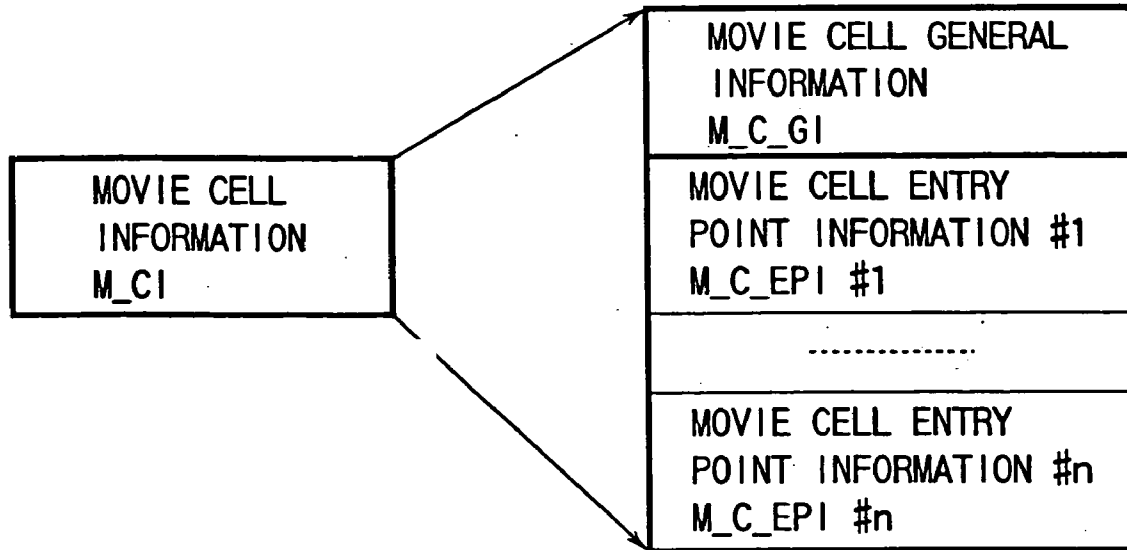 MOVIE CELL
INFORMATION
M_CI
MOVIE CELL GENERAL
INFORMATION
M_C_GI
MOVIE CELL ENTRY
POINT INFORMATION #1
M_C_EPI #1
MOVIE CELL ENTRY
POINT INFORMATION #n
M_C_EPI #n